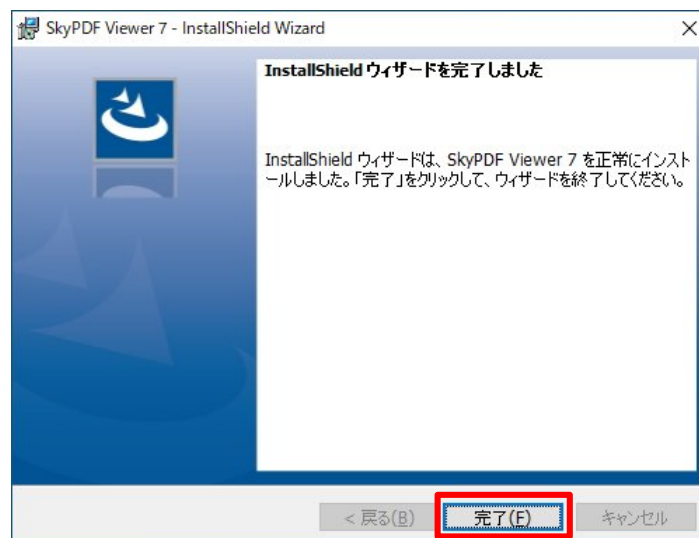 SkyPDF Viewer 7 - InstallShield Wizard
InstallShield ウィザードを完了しました
InstallShield ウィザードは、SkyPDF Viewer 7 を正常にインスト
ールしました。「完了」をクリックして、ウィザードを終了してください。
< 戻る(B) 完了(F) キャンセル